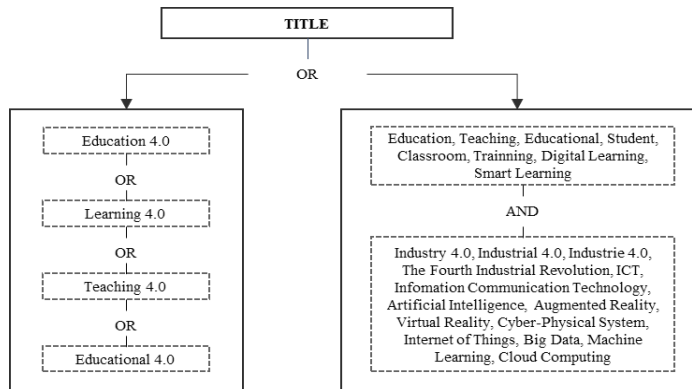 TITLE
OR
Education 4.0
OR
Learning 4.0
OR
Teaching 4.0
OR
Educational 4.0
Education, Teaching, Educational, Student,
Classroom, Trainning, Digital Learning,
Smart Learning
AND
Industry 4.0, Industrial 4.0, Industrie 4.0,
The Fourth Industrial Revolution, ICT,
Infomation Communication Technology,
Artificial Intelligence, Augmented Reality,
Virtual Reality, Cyber-Physical System,
Internet of Things, Big Data, Machine
Learning, Cloud Computing